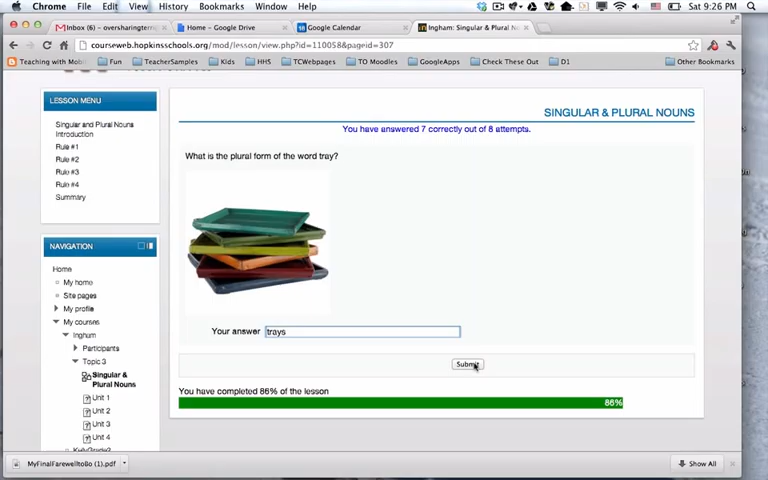 Chrome File Edit View History Bookmarks Window Help Sat 9:26 PM
Inbox (6) – oversharingterri Home – Google Drive Google Calendar Ingham: Singular & Plural N
courseweb.hopkinsschools.org/mod/lesson/view.php?id=110058&pageid=307
Teaching with Mobi Fun TeacherSamples Kids HHS TCWebpages TO Moodles GoogleApps Check These Out D1 Other Bookmarks
LESSON MENU
Singular and Plural Nouns
Introduction
Rule #1
Rule #2
Rule #3
Rule #4
Summary
SINGULAR & PLURAL NOUNS
You have answered 7 correctly out of 8 attempts.
What is the plural form of the word tray?
Your answer trays
Submit
You have completed 86% of the lesson
86%
NAVIGATION
Home
My home
Site pages
My profile
My courses
Ingham
Participants
Topic 3
Singular &
Plural Nouns
Unit 1
Unit 2
Unit 3
Unit 4
MyFinalFarewelltoBo (1).pdf Show All